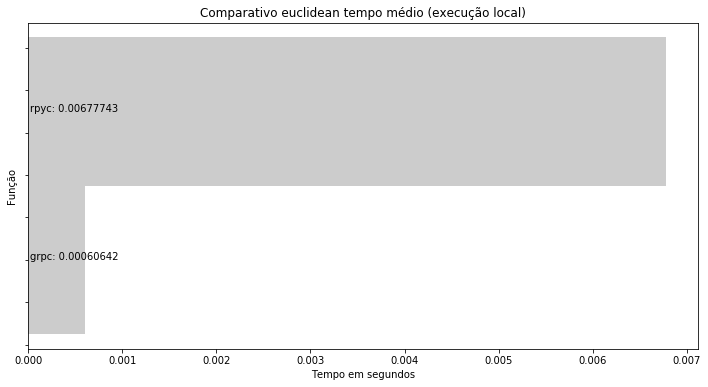 Comparativo euclidean tempo médio (execução local)
rpyc: 0.00677743
Função
grpc: 0.00060642
0.000 0.001 0.002 0.003 0.004 0.005 0.006 0.007
Tempo em segundos